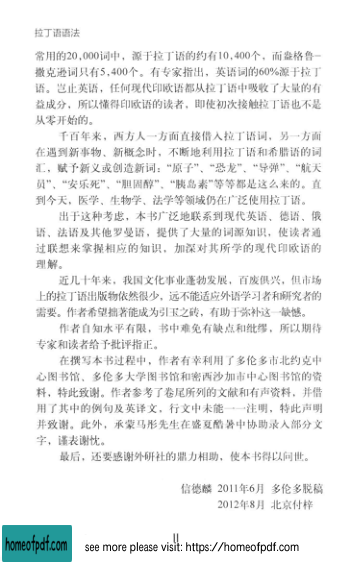 拉丁语语法
常用的20,000词中，源于拉丁语的约有10,400个，而盎格鲁–
撒克逊词只有5,400个。有专家指出，英语词的60%源于拉丁
语。岂止英语，任何现代印欧语都从拉丁语中吸收了大量的有
益成分，所以懂得印欧语的读者，即使初次接触拉丁语也不是
从零开始的。
千百年来，西方人一方面直接借入拉丁语词，另一方面
在遇到新事物、新概念时，不断地利用拉丁语和希腊语的词
汇，赋予新义或创造新词：“原子”、“恐龙”、“导弹”、“航天
员”、“安乐死”、“胆固醇”、“胰岛素”等等都是这么来的。直
到今天，医学、生物学、法学等领域仍在广泛使用拉丁语。
出于这种考虑，本书广泛地联系到现代英语、德语、俄
语、法语及其他罗曼语，提供了大量的词源知识，使读者通
过联想来掌握相应的知识，加深对其所学的现代印欧语的
理解。
近几十年来，我国文化事业蓬勃发展，百废俱兴，但市场
上的拉丁语出版物依然很少，远不能适应外语学习者和研究者的
需要。作者希望拙著能成为引玉之砖，有助于弥补这一缺憾。
作者自知水平有限，书中难免有缺点和纰缪，所以期待
专家和读者给予批评指正。
在撰写本书过程中，作者有幸利用了多伦多市北约克中
心图书馆、多伦多大学图书馆和密西沙加市中心图书馆的资
料，特此致谢。作者参考了卷尾所列的文献和有声资料，并借
用了其中的例句及英译文，行文中未能一一注明，特此声明
并致谢。此外，承蒙马彤先生在盛夏酷暑中协助录入部分文
字，谨表谢忱。
最后，还要感谢外研社的鼎力相助，使本书得以问世。
信德麟 2011年6月 多伦多脱稿
2012年8月 北京付梓
II
homeofpdf.com
see more please visit: https://homeofpdf.com